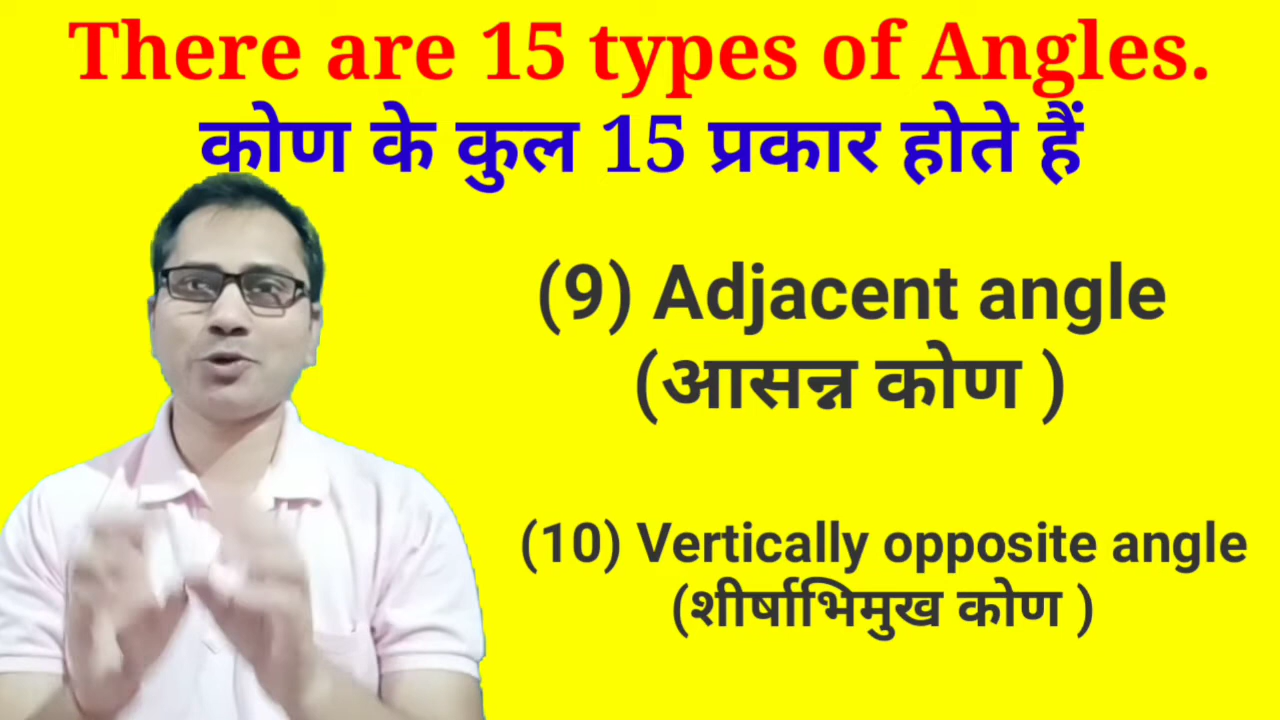 There are 15 types of Angles.
कोण के कुल 15 प्रकार होते हैं
(9) Adjacent angle
(आसन्न कोण )
(10) Vertically opposite angle
(शीर्षाभिमुख कोण )